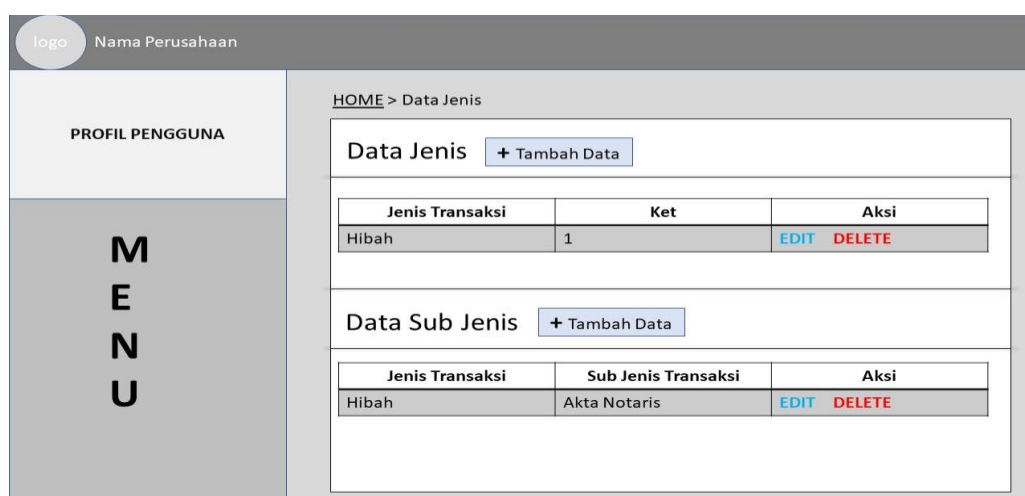 logo Nama Perusahaan
PROFIL PENGGUNA
M
E
N
U
HOME > Data Jenis
Data Jenis + Tambah Data
Jenis Transaksi Ket Aksi
Hibah 1 EDIT DELETE
Data Sub Jenis + Tambah Data
Jenis Transaksi Sub Jenis Transaksi Aksi
Hibah Akta Notaris EDIT DELETE